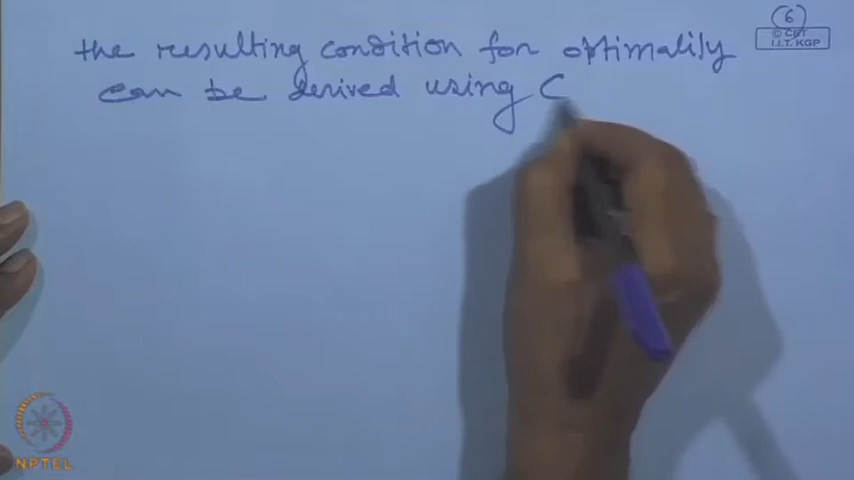 6
© CET
I.I.T. KGP
the resulting condition for optimality
can be derived using C
NPTEL